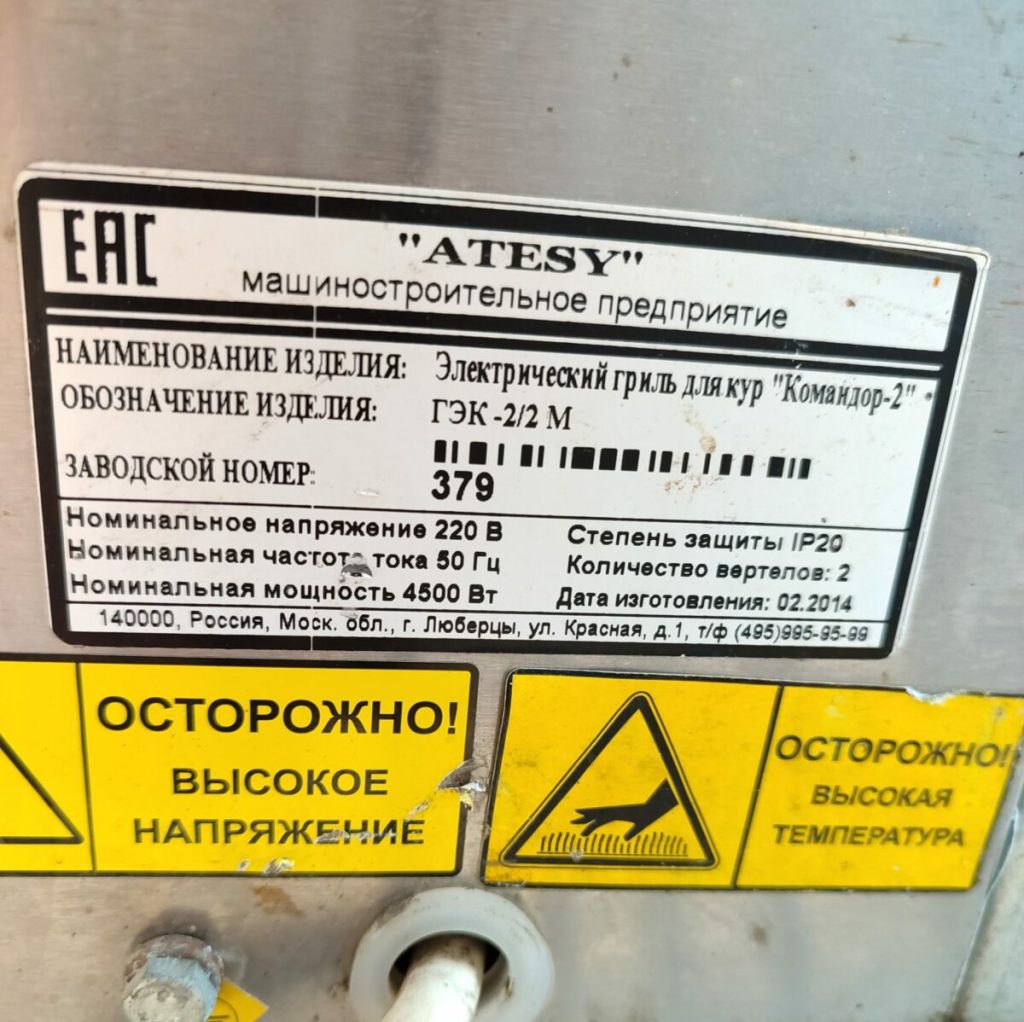 ЕАС
"ATESY"
машиностроительное предприятие
НАИМЕНОВАНИЕ ИЗДЕЛИЯ: Электрический гриль для кур "Командор-2"
ОБОЗНАЧЕНИЕ ИЗДЕЛИЯ: ГЭК -2/2 М
ЗАВОДСКОЙ НОМЕР: 379
Номинальное напряжение 220 В
Номинальная частота тока 50 Гц
Номинальная мощность 4500 Вт
Степень защиты IP20
Количество вертелов: 2
Дата изготовления: 02.2014
140000, Россия, Моск. обл., г. Люберцы, ул. Красная, д.1, т/ф (495)995-95-99
ОСТОРОЖНО!
ВЫСОКОЕ
НАПРЯЖЕНИЕ
ОСТОРОЖНО!
ВЫСОКАЯ
ТЕМПЕРАТУРА